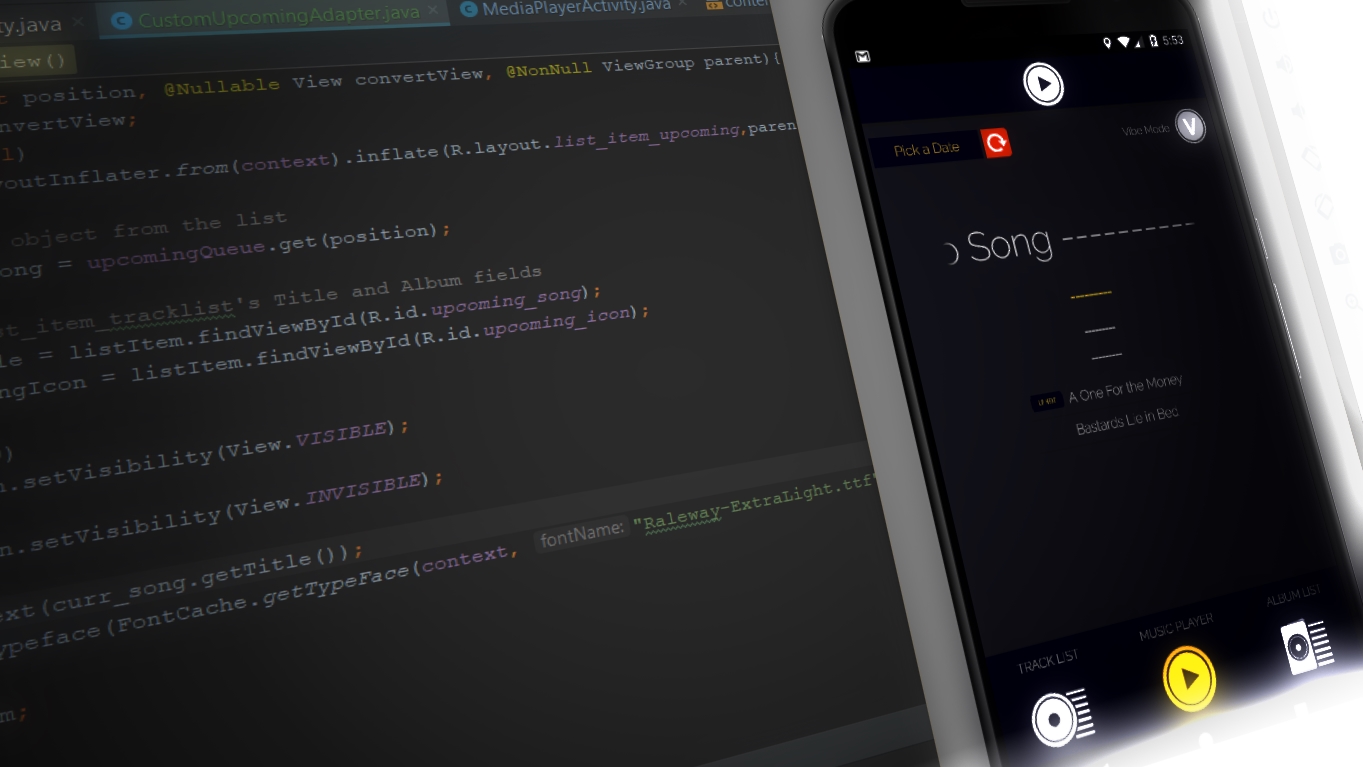 ty.java × CustomUpcomingAdapter.java × MediaPlayerActivity.java × conten
iew()
t position, @Nullable View convertView, @NonNull ViewGroup parent){
nvertView;
l)
youtInflater.from(context).inflate(R.layout.list_item_upcoming,paren
object from the list
ong = upcomingQueue.get(position);
st_item_tracklist's Title and Album fields
le = listItem.findViewById(R.id.upcoming_song);
ngIcon = listItem.findViewById(R.id.upcoming_icon);
)
n.setVisibility(View.VISIBLE);
n.setVisibility(View.INVISIBLE);
ext(curr_song.getTitle());
ypeface(FontCache.getTypeFace(context, fontName: "Raleway-ExtraLight.ttf"
m;
5:53
Pick a Date
Vibe Mode V
Song ----------
A One For the Money
Bastards Lie in Bed
TRACK LIST
MUSIC PLAYER
ALBUM LIST